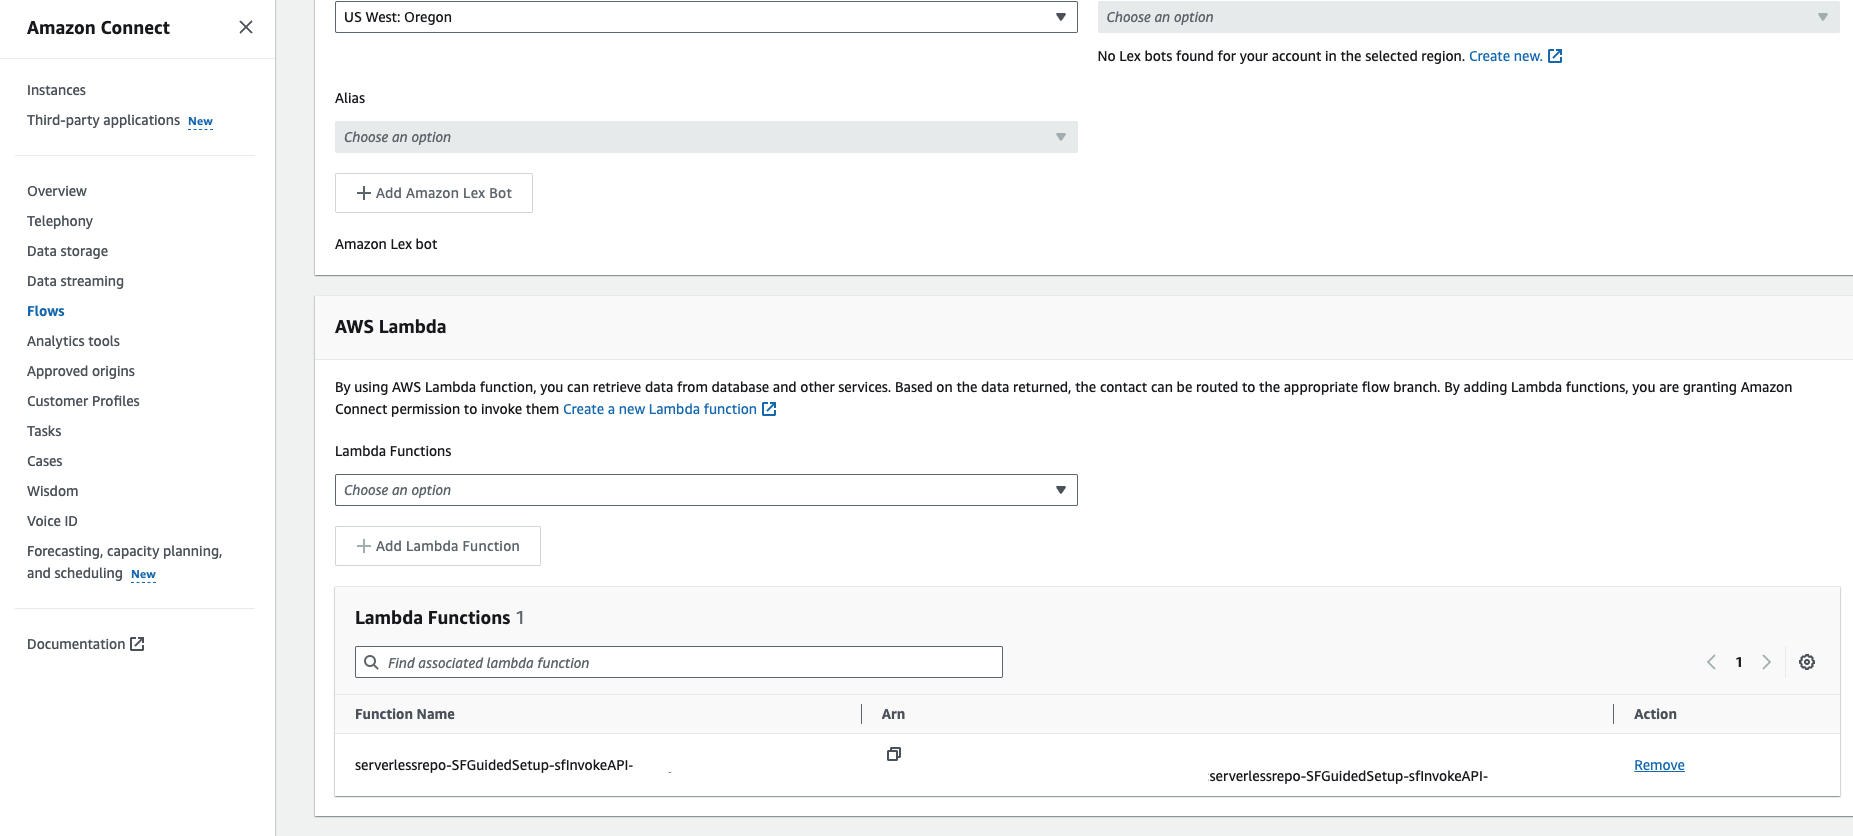 Amazon Connect
Instances
Third-party applications New
Overview
Telephony
Data storage
Data streaming
Flows
Analytics tools
Approved origins
Customer Profiles
Tasks
Cases
Wisdom
Voice ID
Forecasting, capacity planning,
and scheduling New
Documentation
US West: Oregon
Choose an option
No Lex bots found for your account in the selected region. Create new.
Alias
Choose an option
Add Amazon Lex Bot
Amazon Lex bot
AWS Lambda
By using AWS Lambda function, you can retrieve data from database and other services. Based on the data returned, the contact can be routed to the appropriate flow branch. By adding Lambda functions, you are granting Amazon
Connect permission to invoke them Create a new Lambda function
Lambda Functions
Choose an option
Add Lambda Function
Lambda Functions 1
Find associated lambda function
1
Function Name Arn Action
serverlessrepo-SFGuidedSetup-sfInvokeAPI- :serverlessrepo-SFGuidedSetup-sfInvokeAPI- Remove